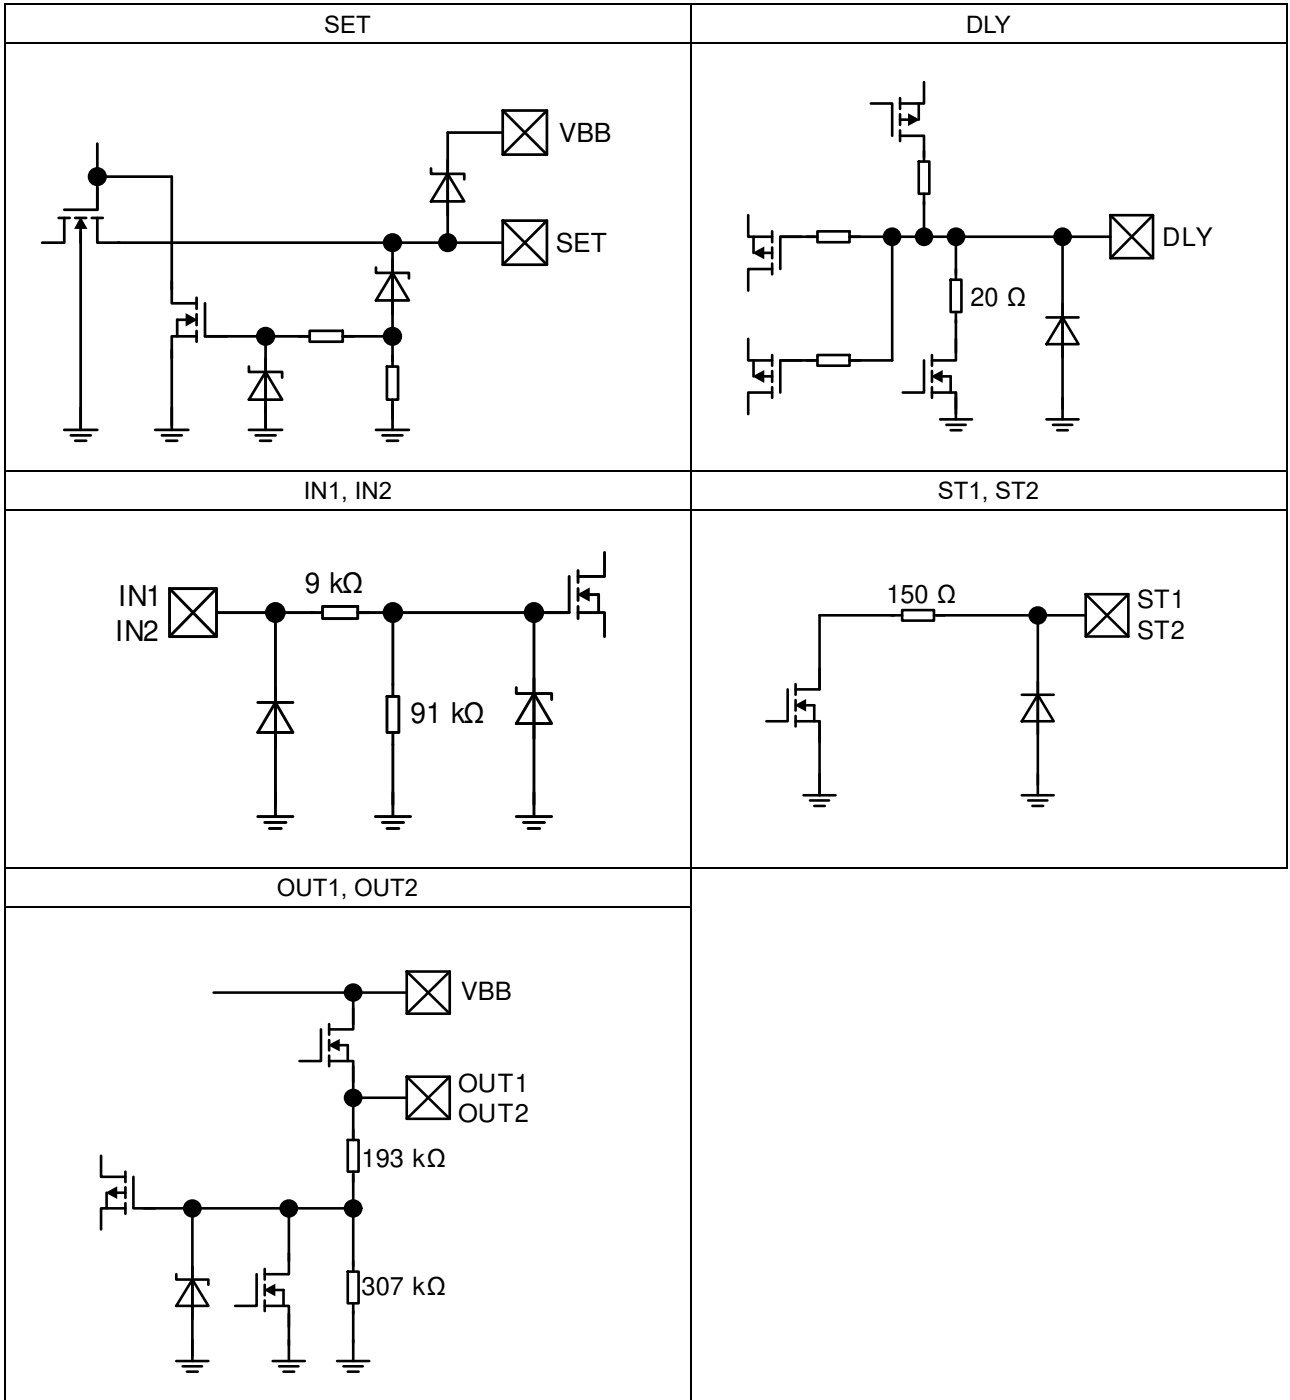 SET
DLY
VBB
SET
DLY
20 Ω
IN1, IN2
ST1, ST2
IN1
IN2
9 kΩ
91 kΩ
150 Ω
ST1
ST2
OUT1, OUT2
VBB
OUT1
OUT2
193 kΩ
307 kΩ